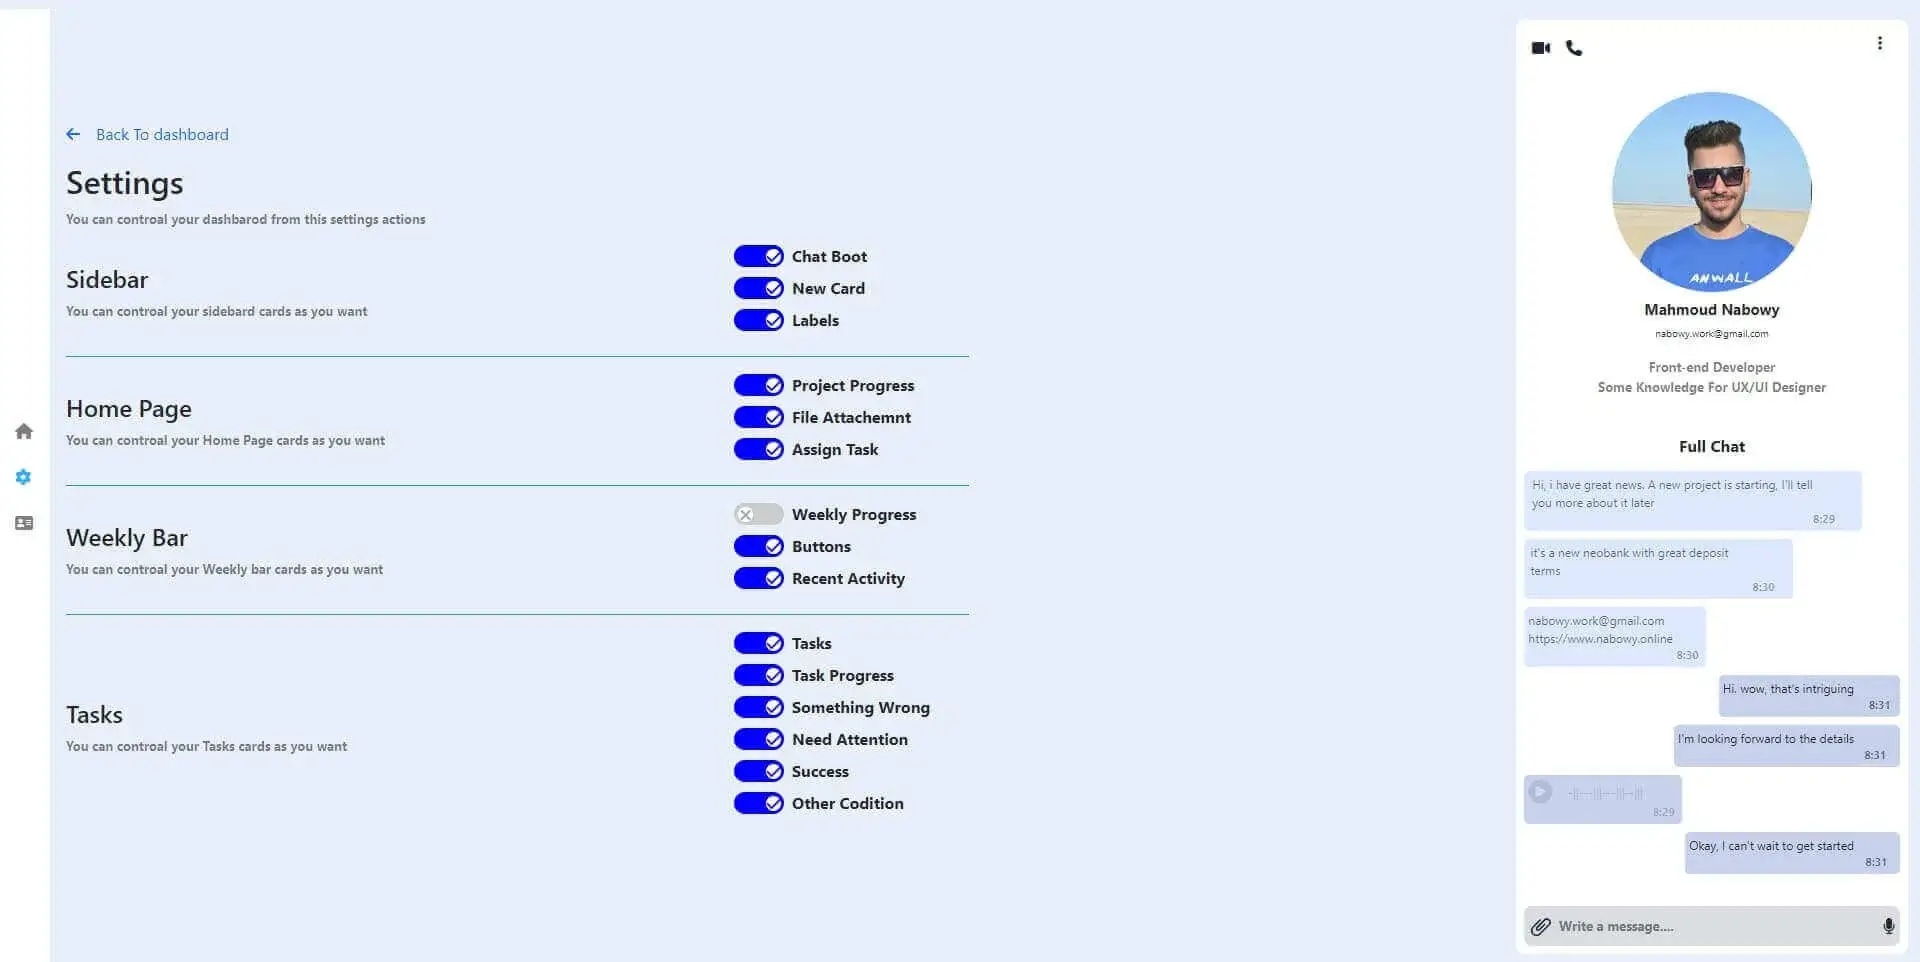 Back To dashboard
Settings
You can controal your dashbarod from this settings actions
Sidebar
You can controal your sidebard cards as you want
Chat Boot
New Card
Labels
Home Page
You can controal your Home Page cards as you want
Project Progress
File Attachemnt
Assign Task
Weekly Bar
You can controal your Weekly bar cards as you want
Weekly Progress
Buttons
Recent Activity
Tasks
You can controal your Tasks cards as you want
Tasks
Task Progress
Something Wrong
Need Attention
Success
Other Codition
ANWALL
Mahmoud Nabowy
nabowy.work@gmail.com
Front-end Developer
Some Knowledge For UX/UI Designer
Full Chat
Hi, i have great news. A new project is starting, I'll tell
you more about it later
8:29
it's a new neobank with great deposit
terms
8:30
nabowy.work@gmail.com
https://www.nabowy.online
8:30
Hi. wow, that's intriguing
8:31
I'm looking forward to the details
8:31
8:29
Okay, I can't wait to get started
8:31
Write a message....